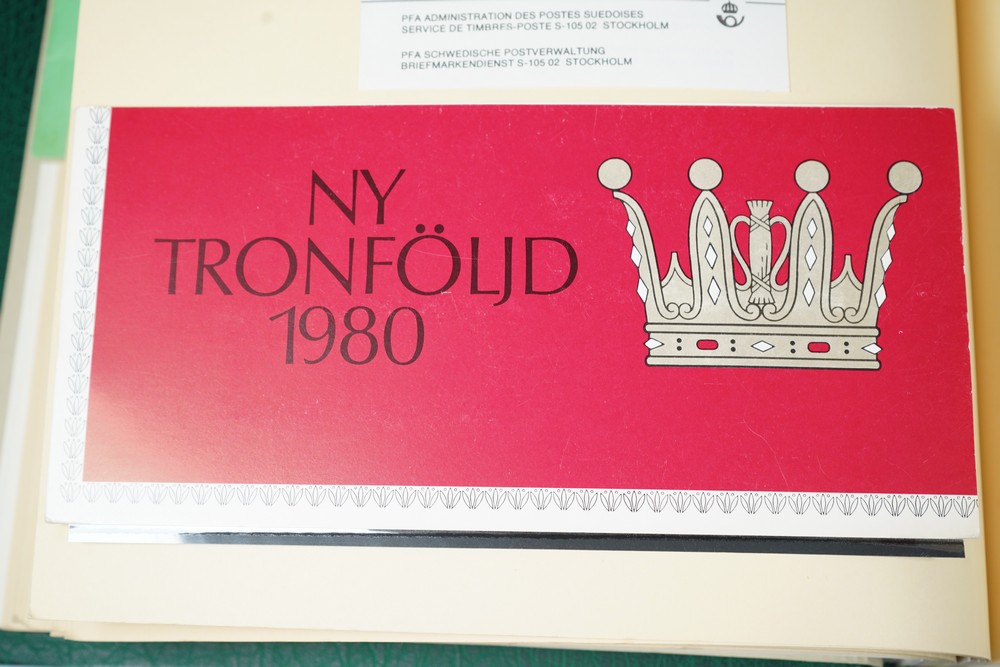 PFA ADMINISTRATION DES POSTES SUEDOISES
SERVICE DE TIMBRES-POSTE S-105 02 STOCKHOLM
PFA SCHWEDISCHE POSTVERWALTUNG
BRIEFMARKENDIENST S-105 02 STOCKHOLM
NY
TRONFÖLJD
1980